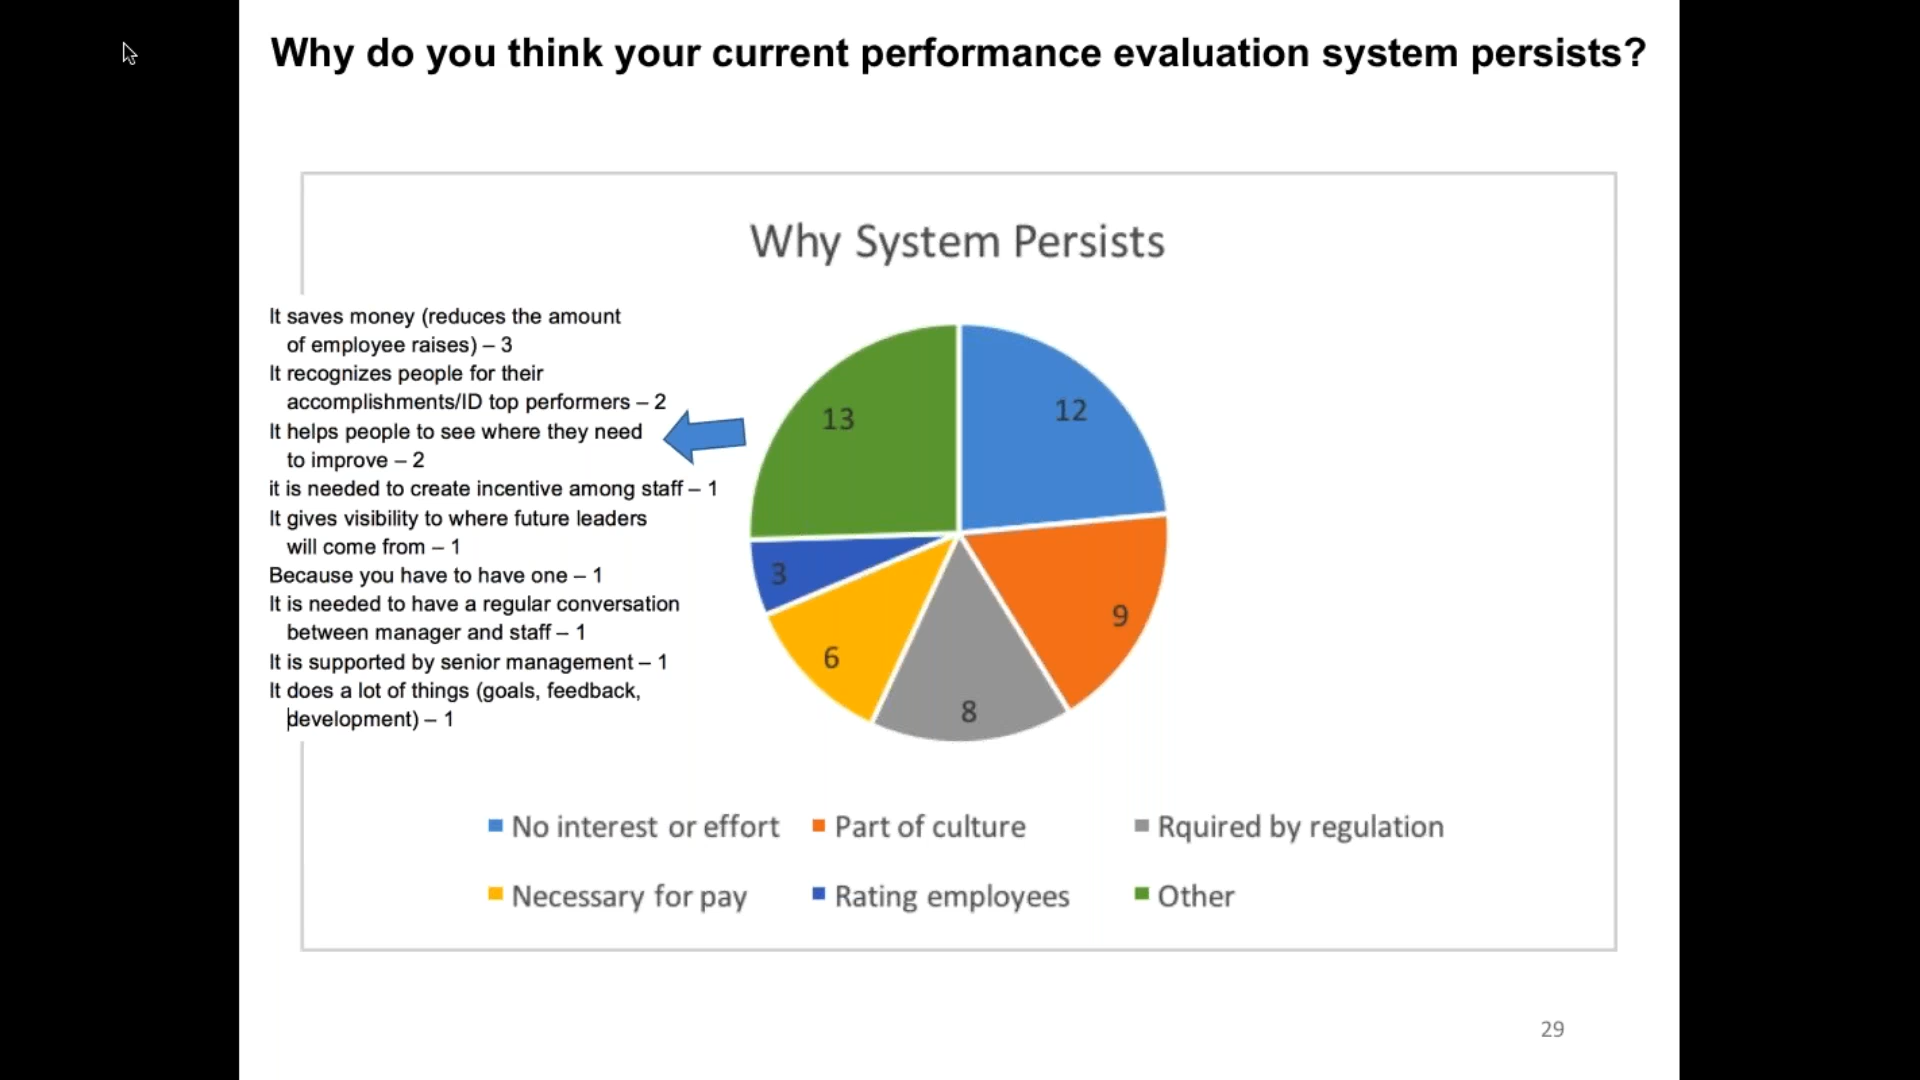 Why do you think your current performance evaluation system persists?
Why System Persists
It saves money (reduces the amount
of employee raises) – 3
It recognizes people for their
accomplishments/ID top performers – 2
It helps people to see where they need
to improve – 2
it is needed to create incentive among staff – 1
It gives visibility to where future leaders
will come from – 1
Because you have to have one – 1
It is needed to have a regular conversation
between manager and staff – 1
It is supported by senior management – 1
It does a lot of things (goals, feedback,
development) – 1
13
12
3
9
6
8
No interest or effort
Part of culture
Rquired by regulation
Necessary for pay
Rating employees
Other
29